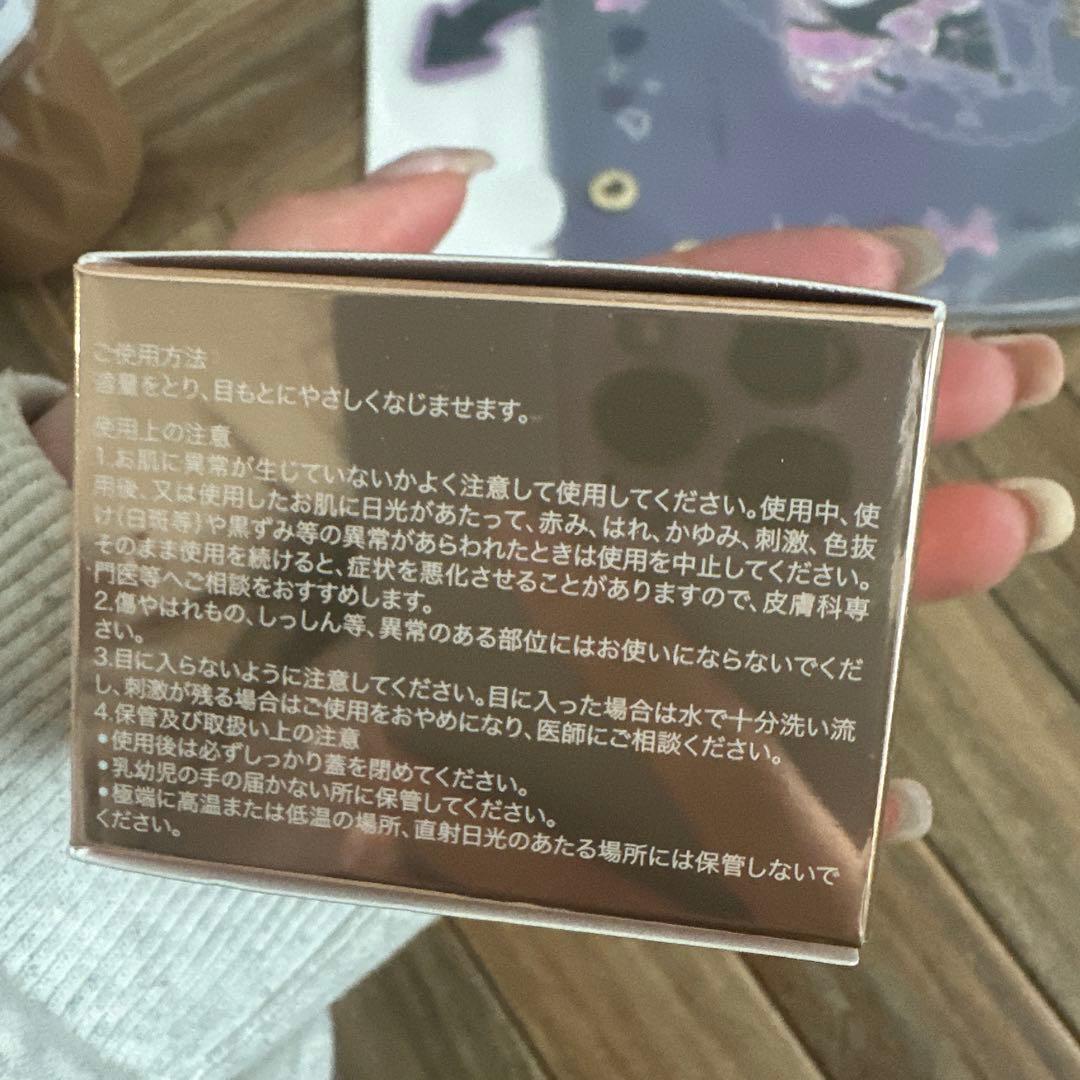 ご使用方法
適量をとり、目もとにやさしくなじませます。
使用上の注意
1.お肌に異常が生じていないかよく注意して使用してください。使用中、使
用後、又は使用したお肌に日光があたって、赤み、はれ、かゆみ、刺激、色抜
け(白斑等)や黒ずみ等の異常があらわれたときは使用を中止してください。
そのまま使用を続けると、症状を悪化させることがありますので、皮膚科専
門医等へご相談をおすすめします。
2.傷やはれもの、しっしん等、異常のある部位にはお使いにならないでくだ
さい。
3.目に入らないように注意してください。目に入った場合は水で十分洗い流
し、刺激が残る場合はご使用をおやめになり、医師にご相談ください。
4.保管及び取扱い上の注意
•使用後は必ずしっかり蓋を閉めてください。
•乳幼児の手の届かない所に保管してください。
•極端に高温または低温の場所、直射日光のあたる場所には保管しないで
ください。